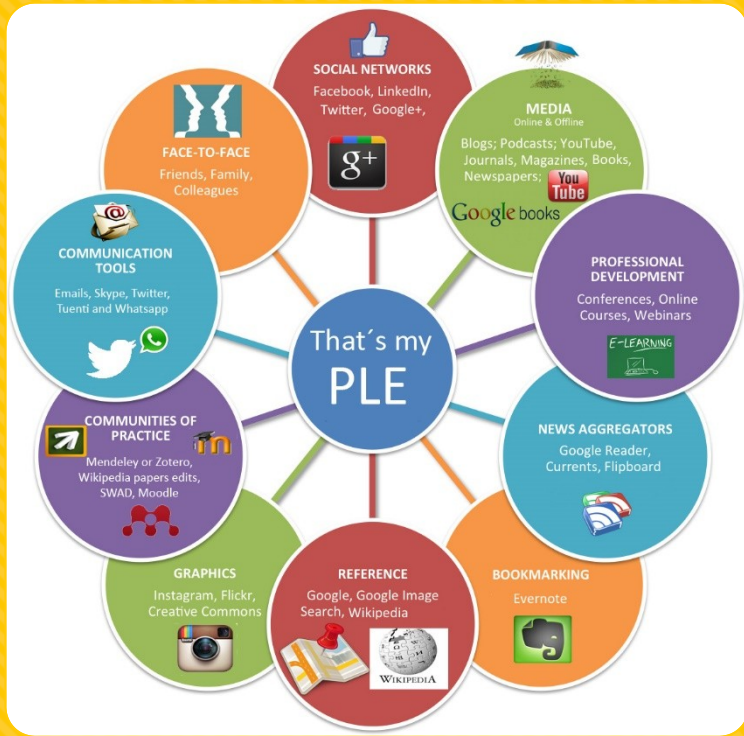 SOCIAL NETWORKS
Facebook, LinkedIn,
Twitter, Google+,
g+
MEDIA
Online & Offline
Blogs; Podcasts; YouTube,
Journals, Magazines, Books,
Newspapers;
You
Tube
Google books
PROFESSIONAL
DEVELOPMENT
Conferences, Online
Courses, Webinars
E-LEARNING
NEWS AGGREGATORS
Google Reader,
Currents, Flipboard
BOOKMARKING
Evernote
REFERENCE
Google, Google Image
Search, Wikipedia
WIKIPEDIA
GRAPHICS
Instagram, Flickr,
Creative Commons
COMMUNITIES OF
PRACTICE
m
Mendeley or Zotero,
Wikipedia papers edits,
SWAD, Moodle
COMMUNICATION
TOOLS
Emails, Skype, Twitter,
Tuenti and Whatsapp
FACE-TO-FACE
Friends, Family,
Colleagues
That´s my
PLE